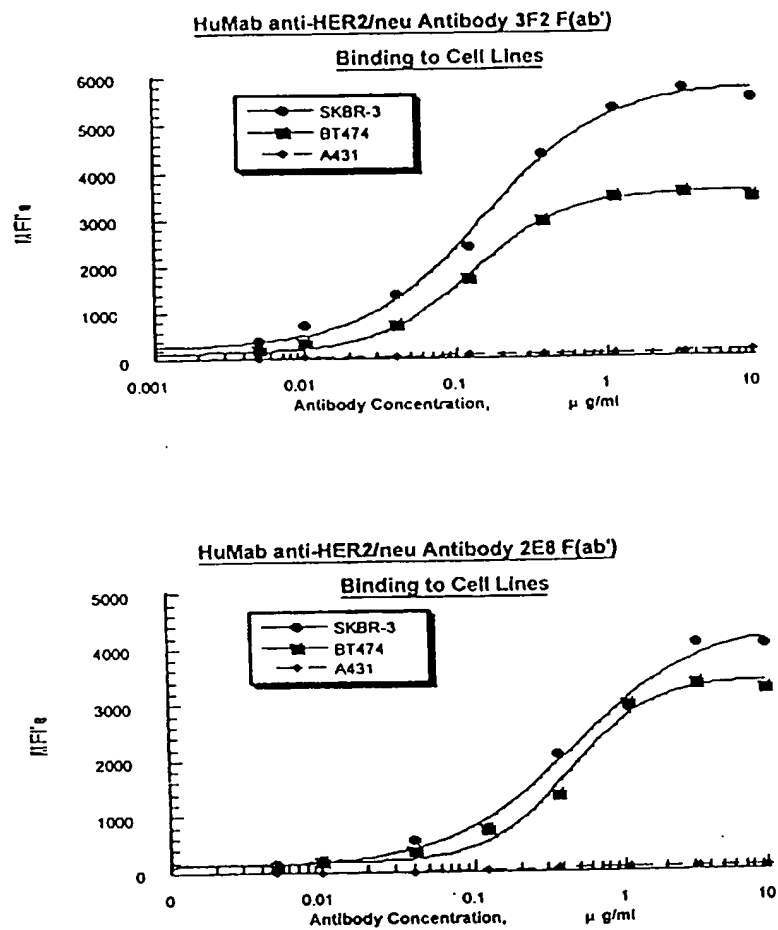 HuMab anti-HER2/neu Antibody 3F2 F(ab')
Binding to Cell Lines
6000
5000
4000
3000
2000
1000
0
SKBR-3
BT474
A431
MFI's
0.001
0.01
0.1
1
10
Antibody Concentration, µ g/ml
HuMab anti-HER2/neu Antibody 2E8 F(ab')
Binding to Cell Lines
5000
4000
3000
2000
1000
0
SKBR-3
BT474
A431
MFI's
0
0.01
0.1
1
10
Antibody Concentration, µ g/ml